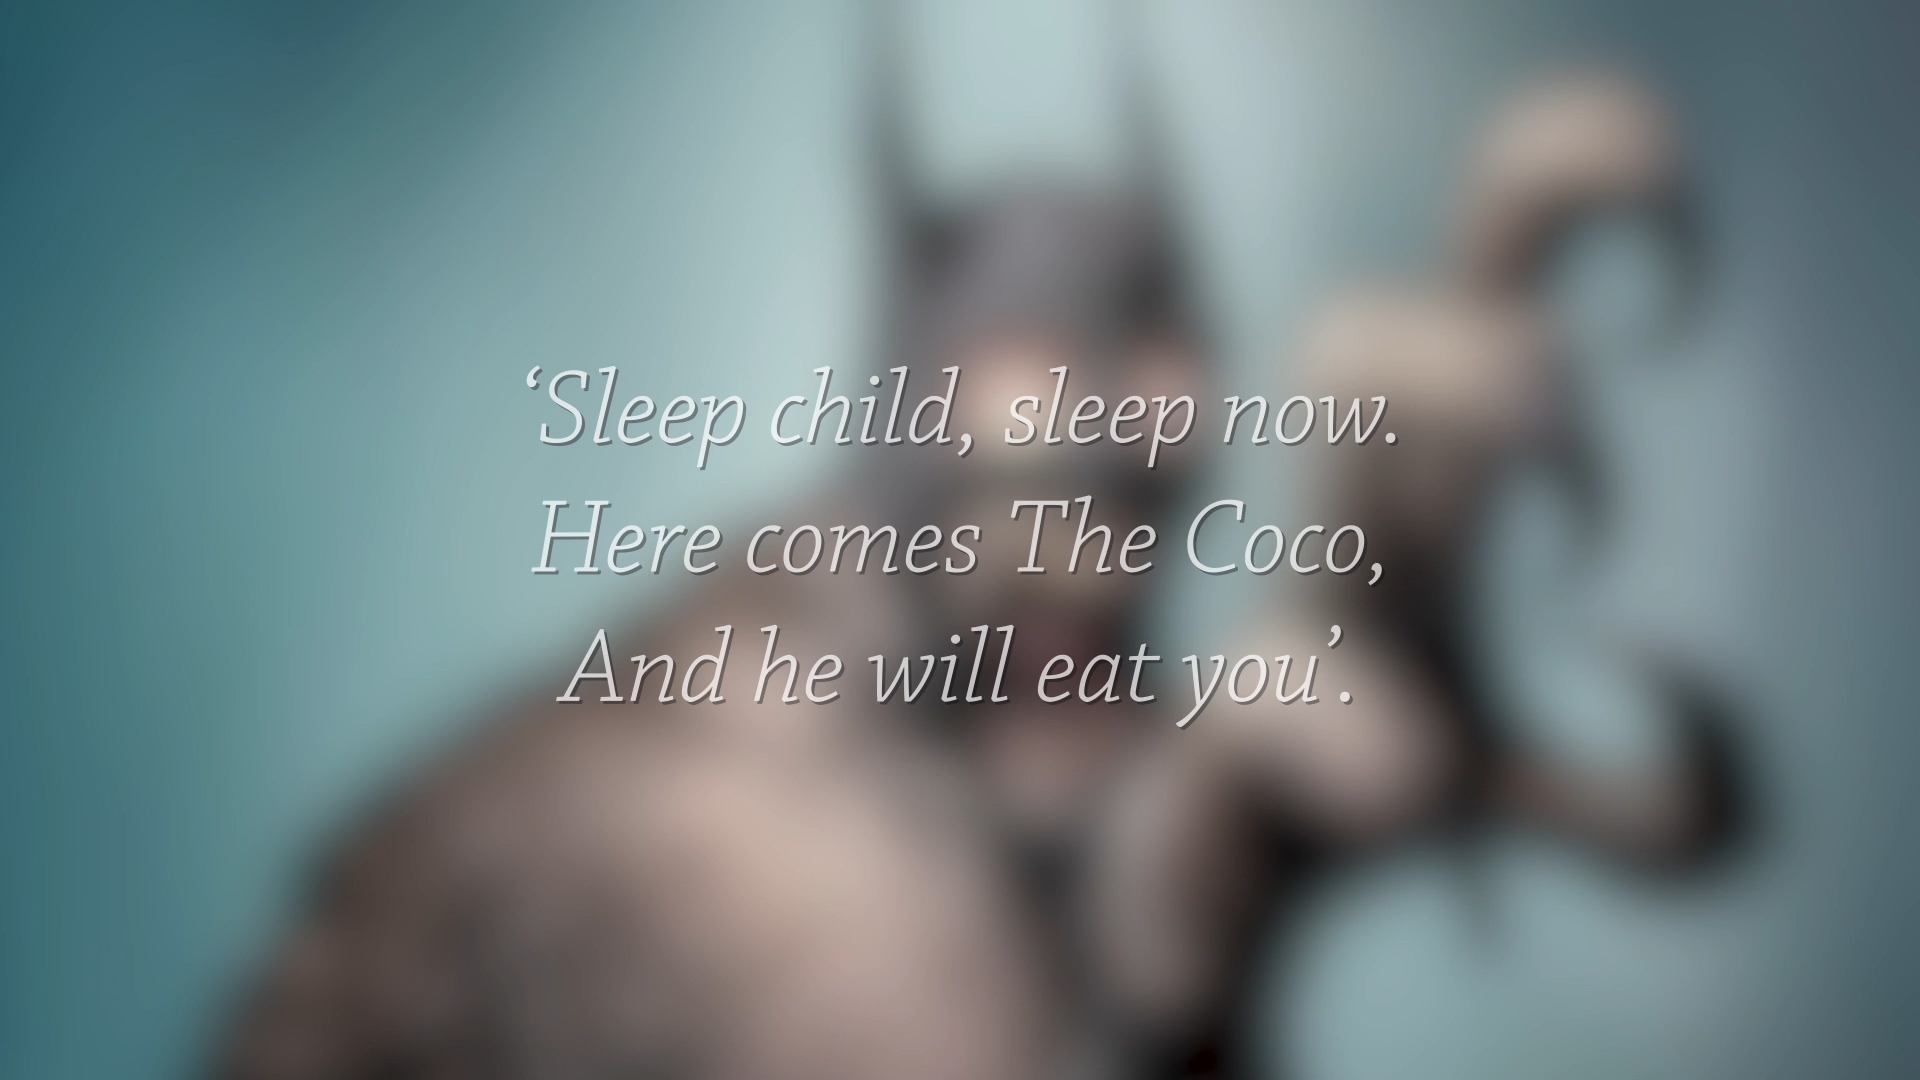 ‘Sleep child, sleep now.
Here comes The Coco,
And he will eat you’.